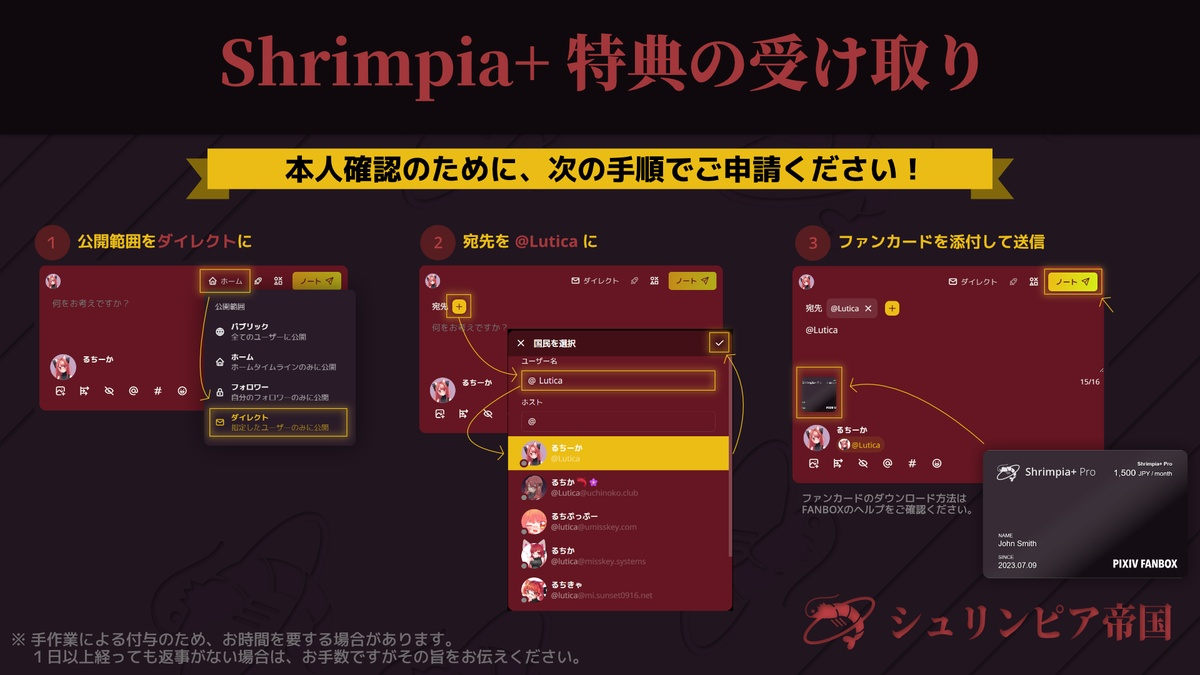 Shrimpia+ 特典の受け取り
本人確認のために、次の手順でご申請ください！
1 公開範囲をダイレクトに
ホーム
ノート
何をお考えですか？
公開範囲
パブリック
全てのユーザーに公開
ホーム
ホームタイムラインのみに公開
フォロワー
自分のフォロワーのみに公開
ダイレクト
指定したユーザーのみに公開
るちーか
2 宛先を @Lutica に
ダイレクト
ノート
宛先
何をお考えですか？
るちーか
国民を選択
ユーザー名
@ Lutica
ホスト
@
るちーか
@Lutica
るちか
@Lutica@uchinoko.club
るちぷっぷー
@lutica@umisskey.com
るちか
@lutica@misskey.systems
るちきゃ
@lutica@mi.sunset0916.net
3 ファンカードを添付して送信
ダイレクト
ノート
宛先 @Lutica
@Lutica
15/16
るちーか
@Lutica
ファンカードのダウンロード方法は
FANBOXのヘルプをご確認ください。
Shrimpia+ Pro
Shrimpia+ Pro
1,500 JPY / month
NAME
John Smith
SINCE
2023.07.09
PIXIV FANBOX
シュリンピア帝国
※ 手作業による付与のため、お時間を要する場合があります。
１日以上経っても返事がない場合は、お手数ですがその旨をお伝えください。